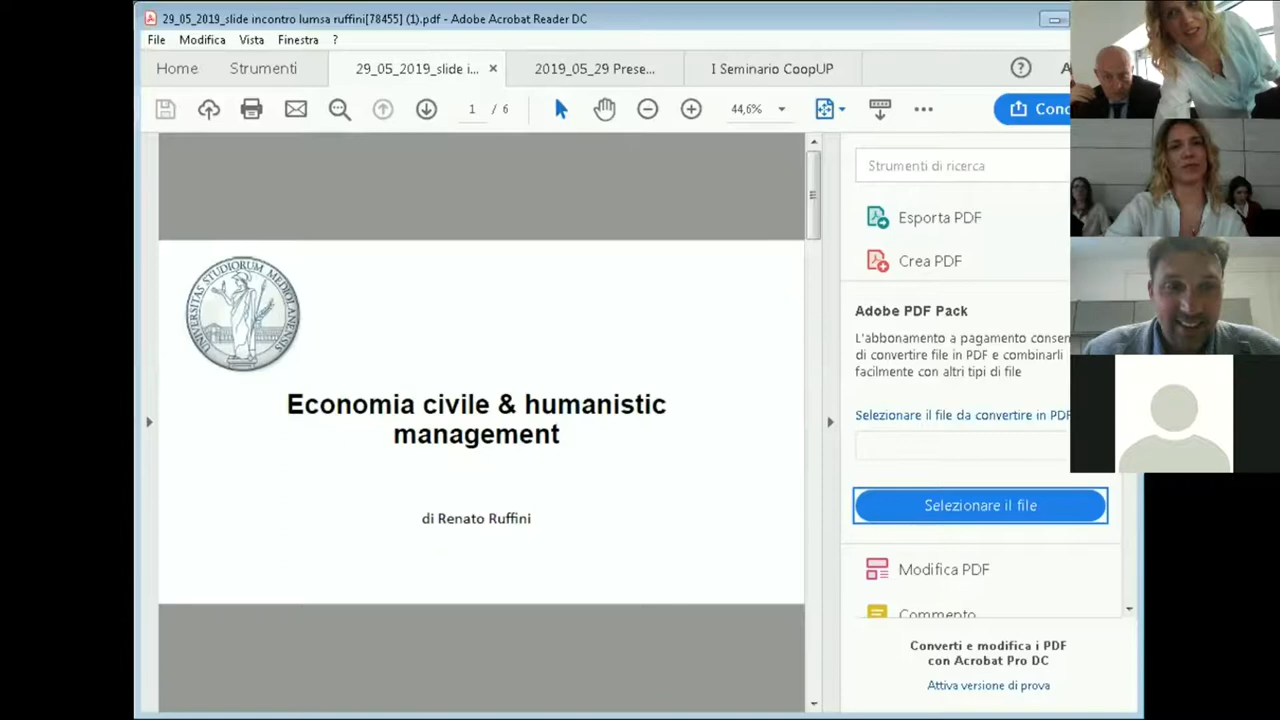 29_05_2019_slide incontro lumsa ruffini[78455] (1).pdf - Adobe Acrobat Reader DC
File Modifica Vista Finestra ?
Home Strumenti 29_05_2019_slide i... 2019_05_29 Prese... I Seminario CoopUP
1 / 6 44,6%
Strumenti di ricerca
Esporta PDF
Crea PDF
Adobe PDF Pack
L'abbonamento a pagamento consen
di convertire file in PDF e combinarli
facilmente con altri tipi di file
Selezionare il file da convertire in PDF
Selezionare il file
Modifica PDF
Commento
Converti e modifica i PDF
con Acrobat Pro DC
Attiva versione di prova
UNIVERSITAS STUDIORUM MEDIOLANENSIS
Economia civile & humanistic
management
di Renato Ruffini